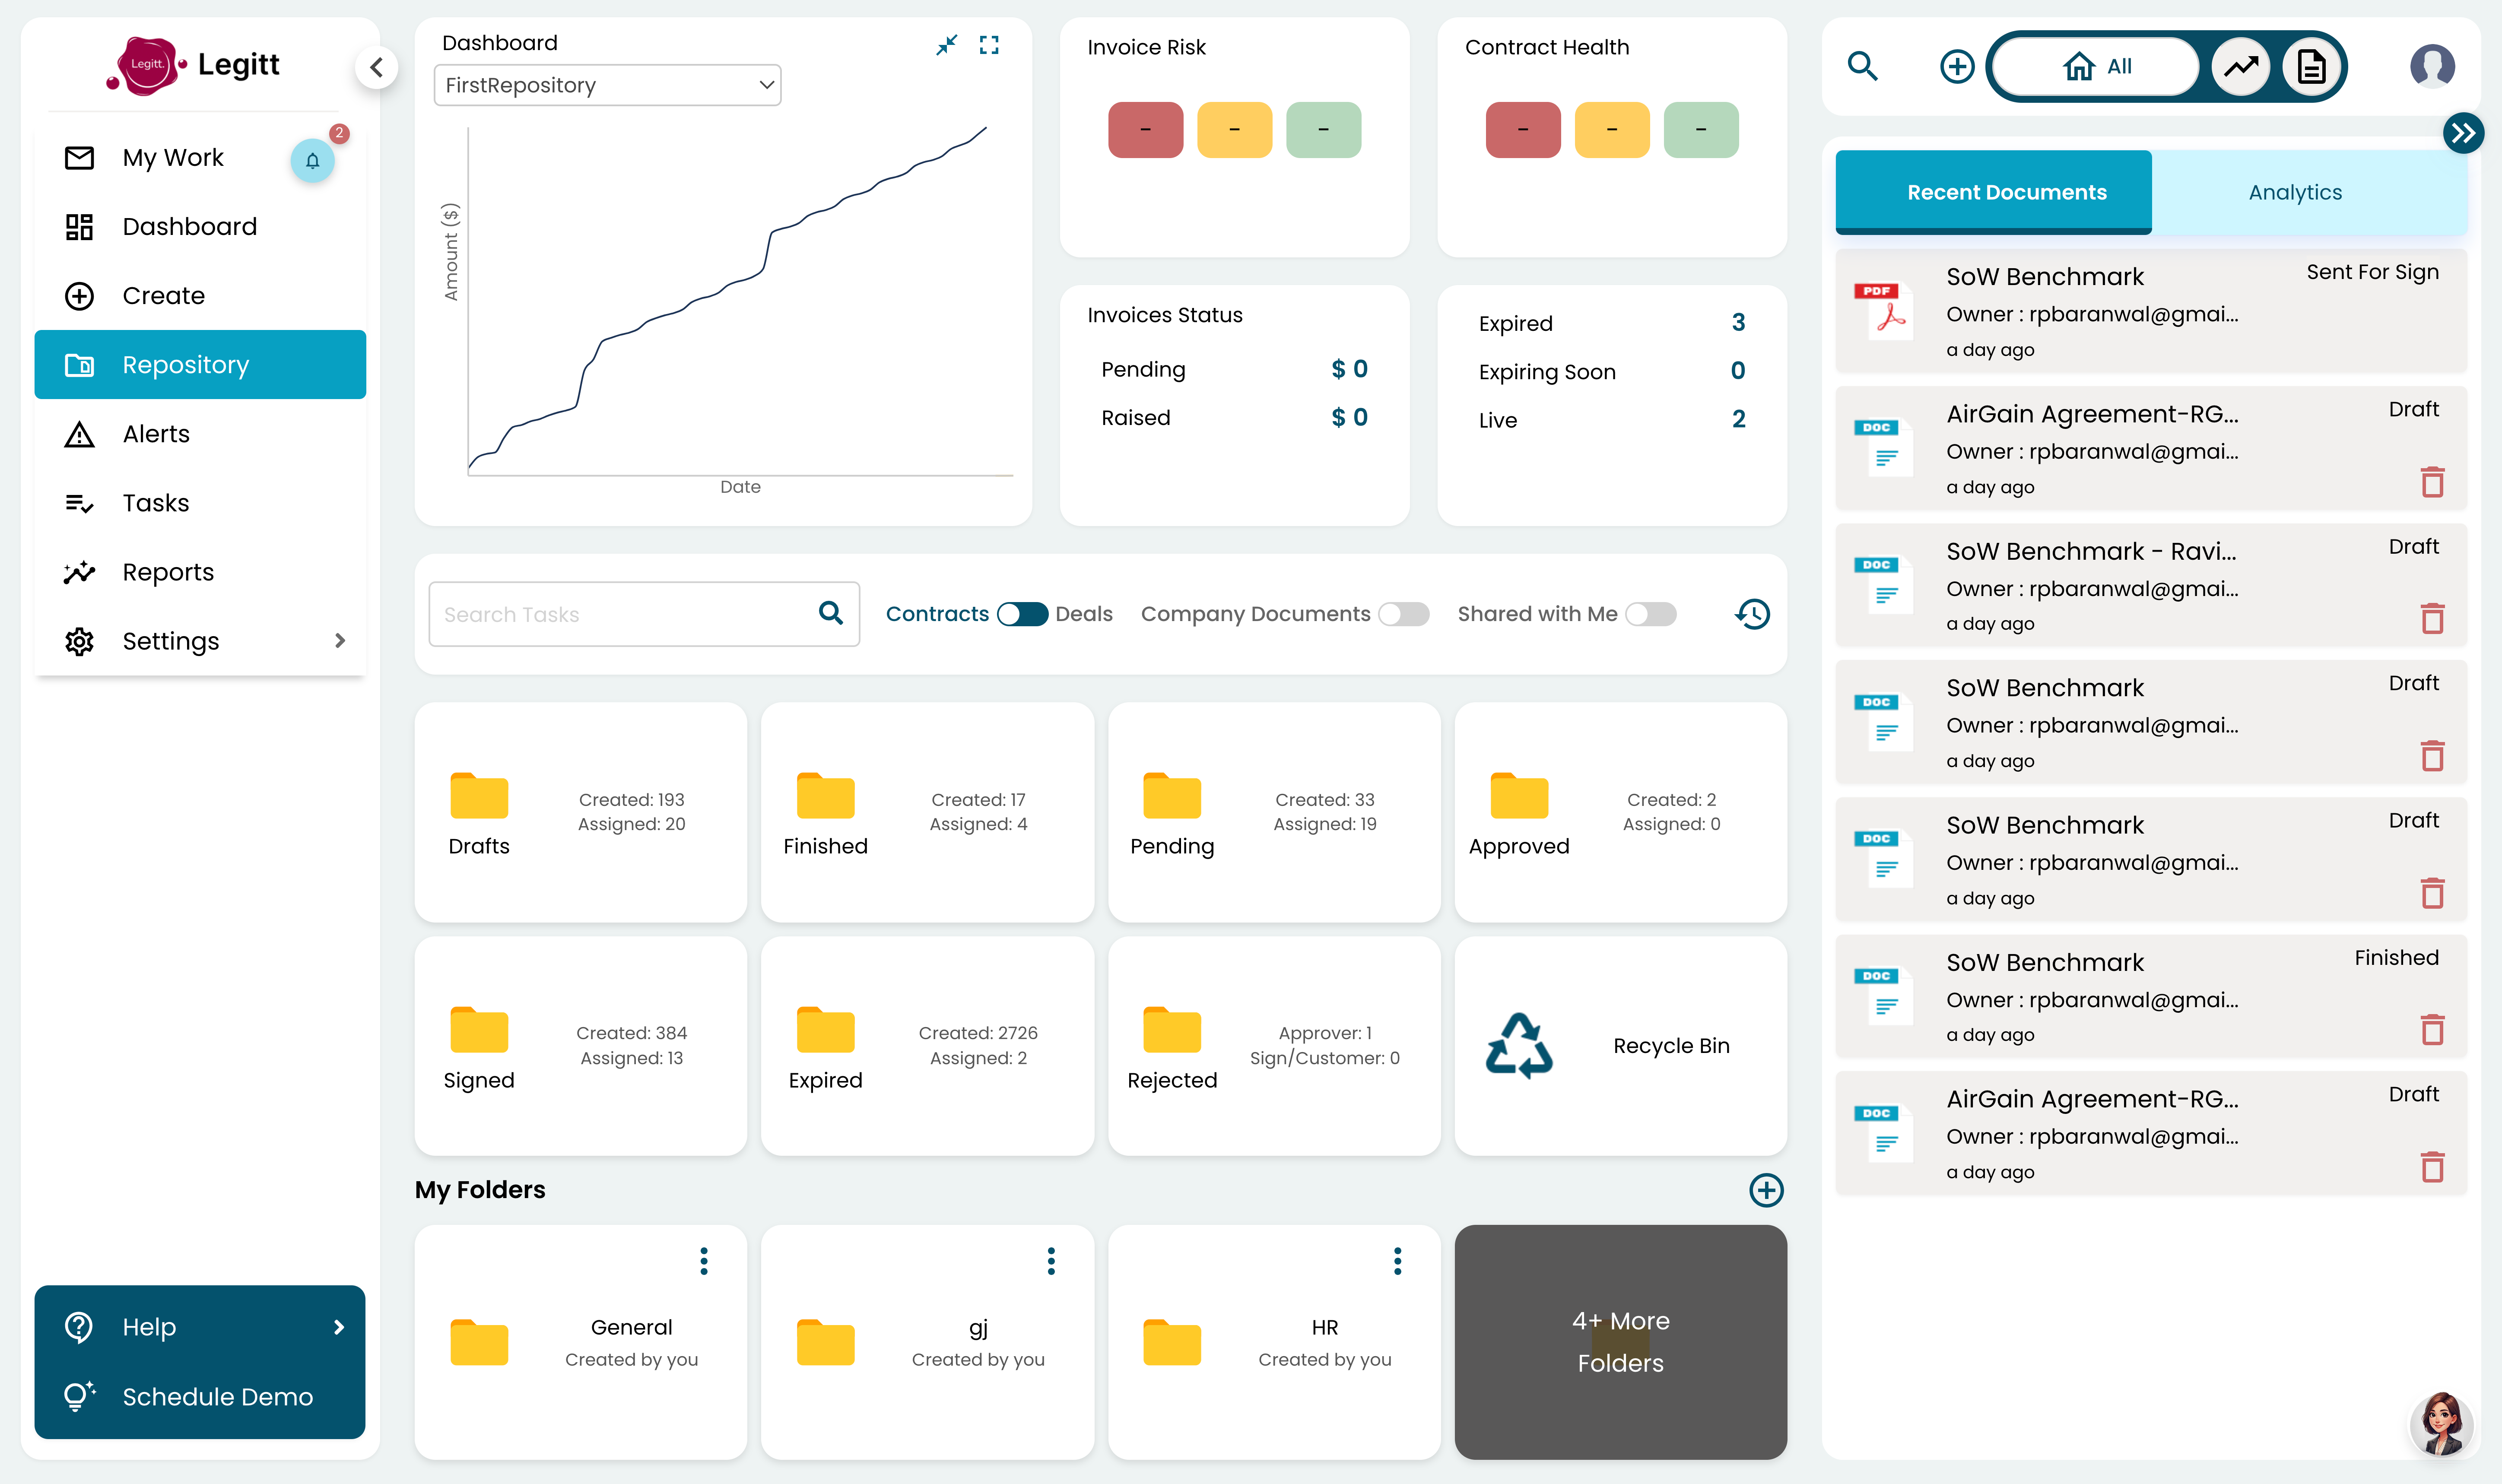 Legitt.
Legitt
My Work
2
Dashboard
Create
Repository
Alerts
Tasks
Reports
Settings
Help
Schedule Demo
Dashboard
FirstRepository
Amount ($)
Date
Invoice Risk
- - -
Contract Health
- - -
Invoices Status
Pending $ 0
Raised $ 0
Expired 3
Expiring Soon 0
Live 2
Search Tasks
Contracts Deals Company Documents Shared with Me
Drafts
Created: 193
Assigned: 20
Finished
Created: 17
Assigned: 4
Pending
Created: 33
Assigned: 19
Approved
Created: 2
Assigned: 0
Signed
Created: 384
Assigned: 13
Expired
Created: 2726
Assigned: 2
Rejected
Approver: 1
Sign/Customer: 0
Recycle Bin
My Folders
General
Created by you
gj
Created by you
HR
Created by you
4+ More
Folders
All
Recent Documents
Analytics
PDF
SoW Benchmark Sent For Sign
Owner : rpbaranwal@gmai...
a day ago
DOC
AirGain Agreement-RG... Draft
Owner : rpbaranwal@gmai...
a day ago
DOC
SoW Benchmark - Ravi... Draft
Owner : rpbaranwal@gmai...
a day ago
DOC
SoW Benchmark Draft
Owner : rpbaranwal@gmai...
a day ago
DOC
SoW Benchmark Draft
Owner : rpbaranwal@gmai...
a day ago
DOC
SoW Benchmark Finished
Owner : rpbaranwal@gmai...
a day ago
DOC
AirGain Agreement-RG... Draft
Owner : rpbaranwal@gmai...
a day ago